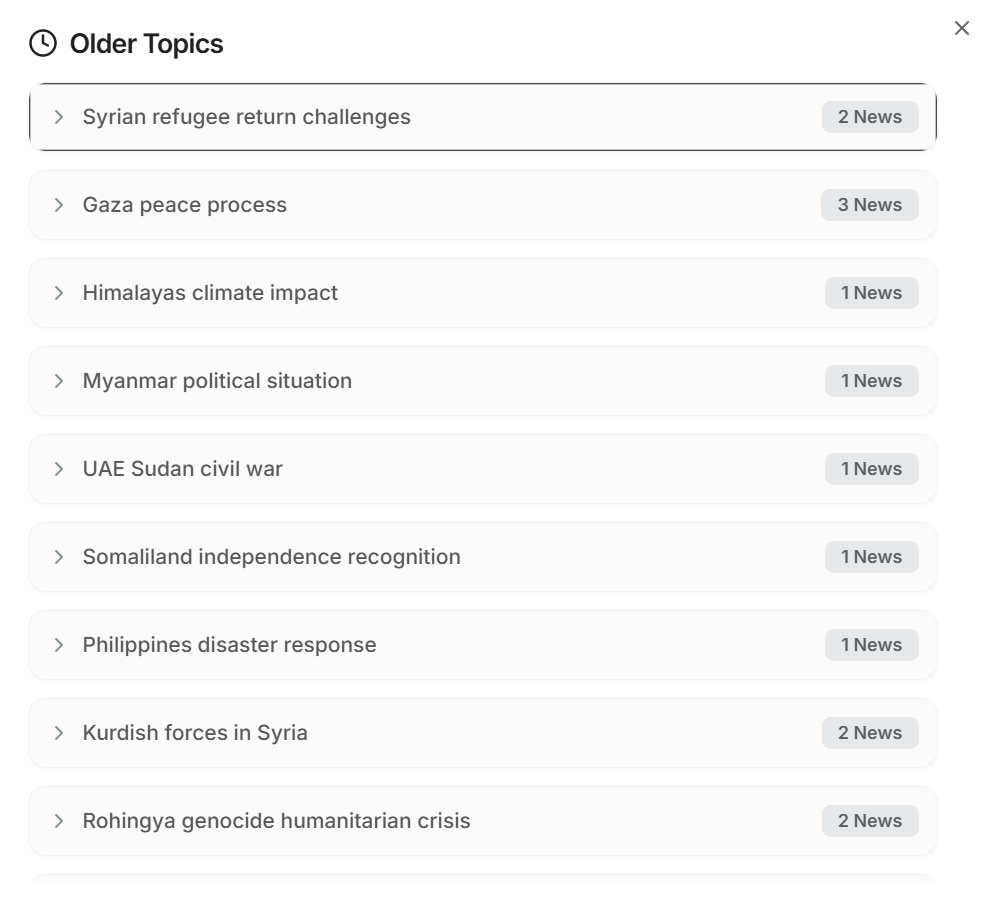 Older Topics
Syrian refugee return challenges 2 News
Gaza peace process 3 News
Himalayas climate impact 1 News
Myanmar political situation 1 News
UAE Sudan civil war 1 News
Somaliland independence recognition 1 News
Philippines disaster response 1 News
Kurdish forces in Syria 2 News
Rohingya genocide humanitarian crisis 2 News